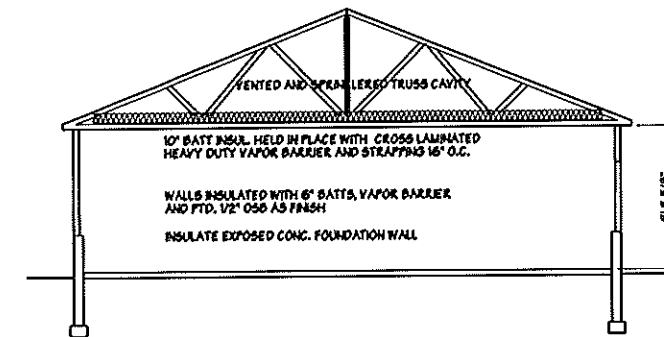 VENTED AND SPRINKLERED TRUSS CAVITY
10" BATT INSUL. HELD IN PLACE WITH CROSS LAMINATED
HEAVY DUTY VAPOR BARRIER AND STRAPPING 16" O.C.
WALLS INSULATED WITH 6" BATTS, VAPOR BARRIER
AND PTD. 1/2" OSB AS FINISH
INSULATE EXPOSED CONC. FOUNDATION WALL